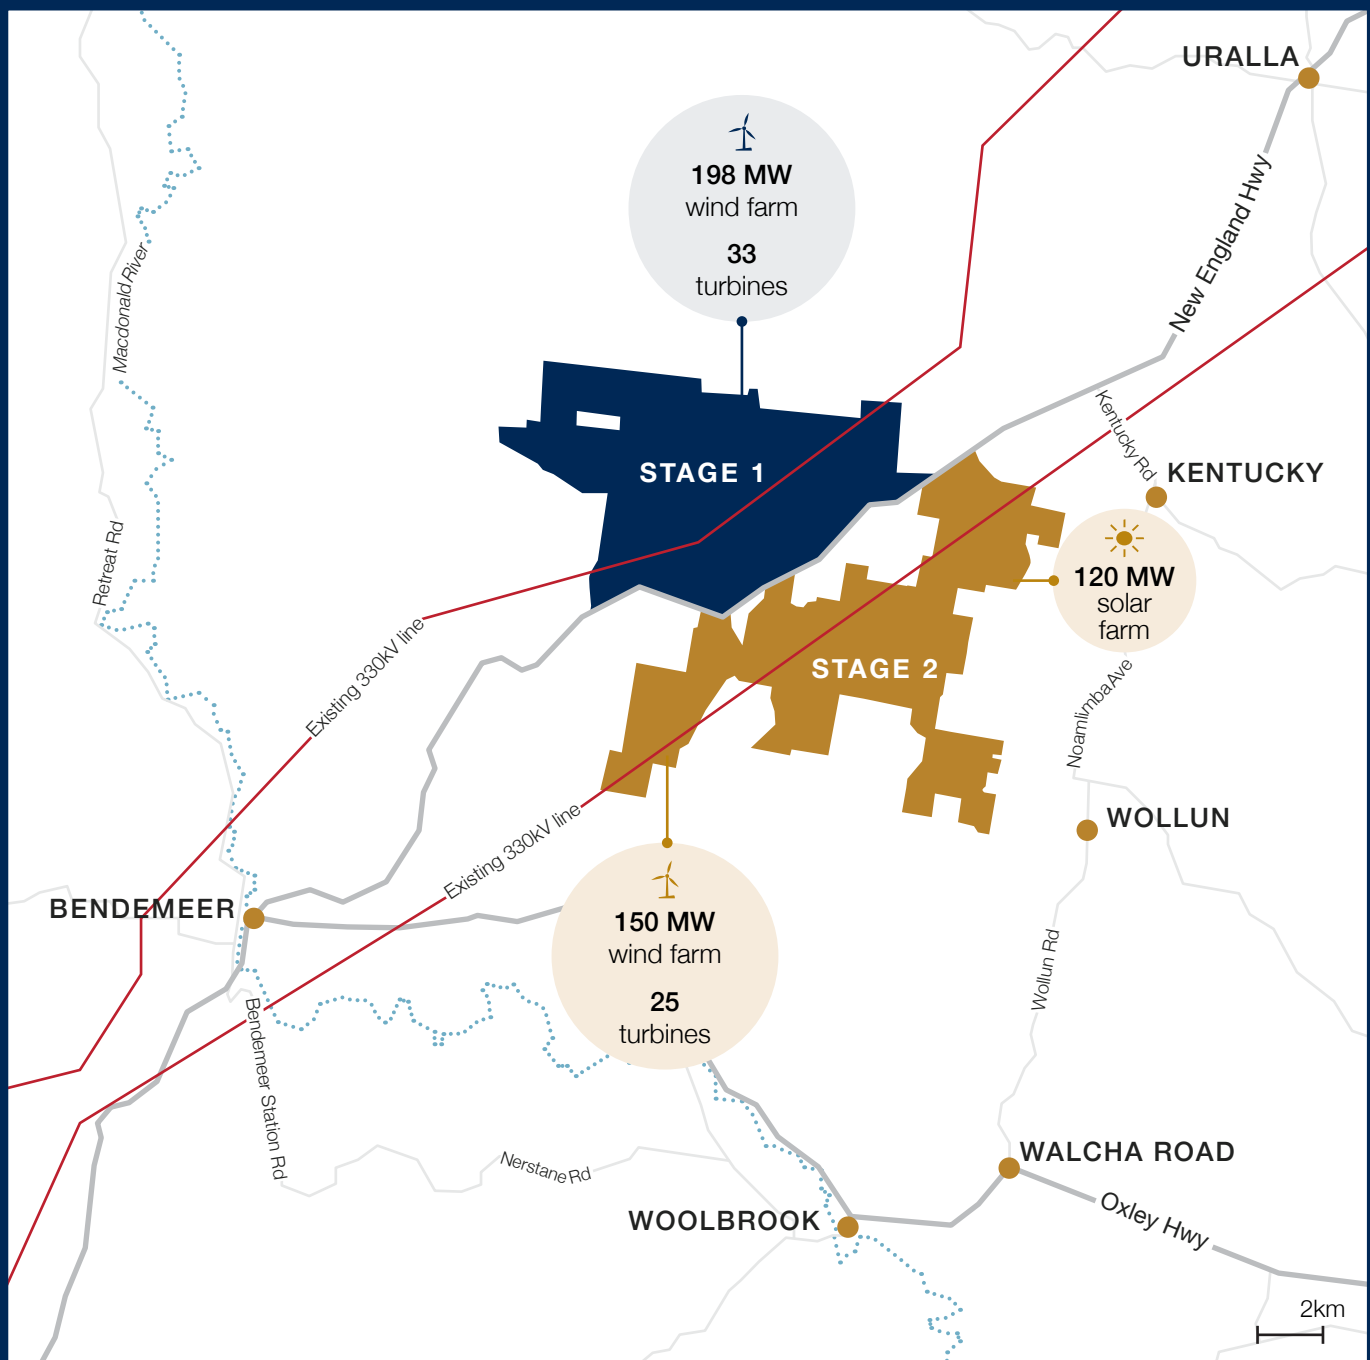 URALLA
198 MW
wind farm
33
turbines
New England Hwy
Macdonald River
Kentucky Rd
KENTUCKY
STAGE 1
120 MW
solar
farm
Retreat Rd
Existing 330kV line
STAGE 2
Noamlimba Ave
WOLLUN
Existing 330kV line
BENDEMEER
150 MW
wind farm
25
turbines
Wollun Rd
Bendemeer Station Rd
Nerstane Rd
WALCHA ROAD
Oxley Hwy
WOOLBROOK
2km